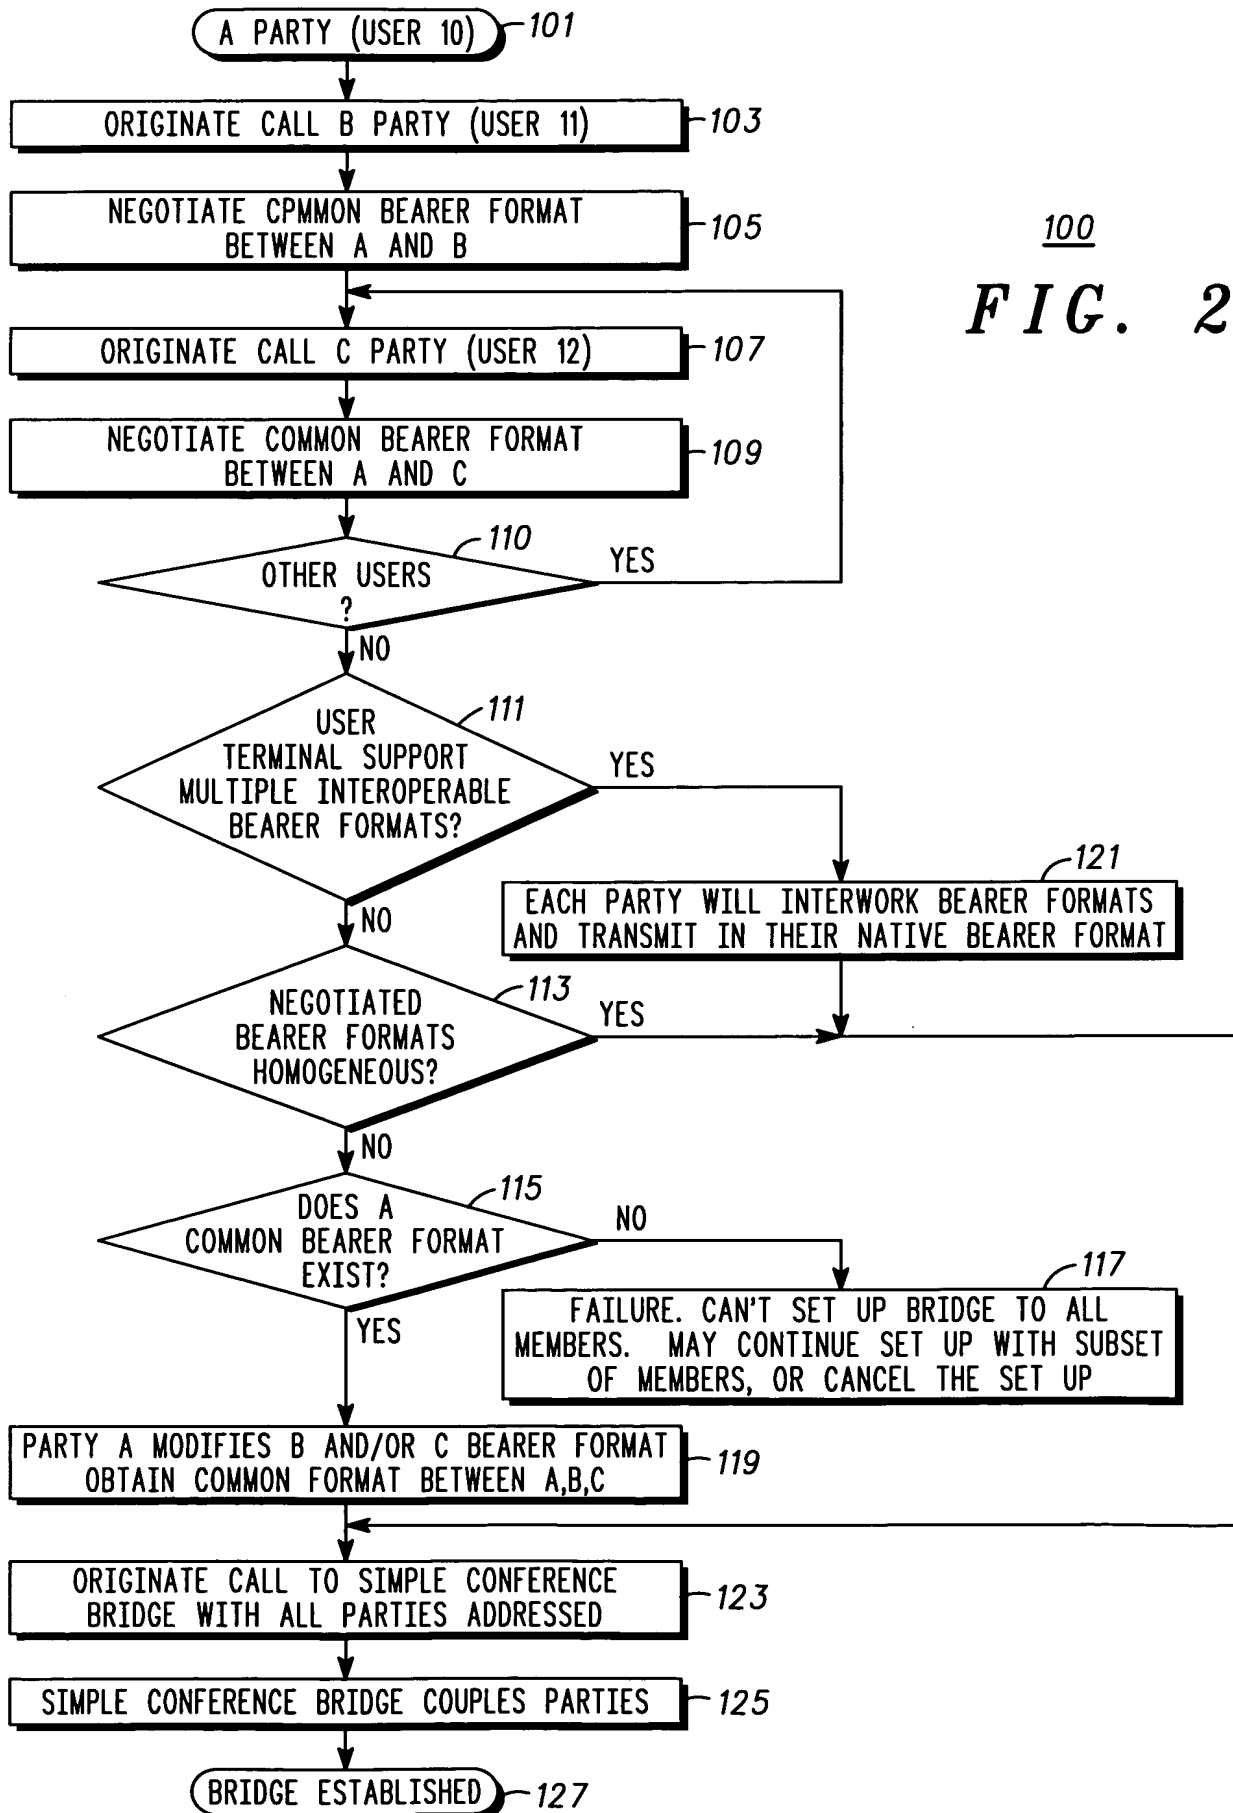 A PARTY (USER 10)
101
ORIGINATE CALL B PARTY (USER 11)
103
NEGOTIATE CPMMON BEARER FORMAT
BETWEEN A AND B
105
100
FIG. 2
ORIGINATE CALL C PARTY (USER 12)
107
NEGOTIATE COMMON BEARER FORMAT
BETWEEN A AND C
109
110
OTHER USERS
?
YES
NO
111
USER
TERMINAL SUPPORT
MULTIPLE INTEROPERABLE
BEARER FORMATS?
YES
NO
121
EACH PARTY WILL INTERWORK BEARER FORMATS
AND TRANSMIT IN THEIR NATIVE BEARER FORMAT
113
NEGOTIATED
BEARER FORMATS
HOMOGENEOUS?
YES
NO
115
DOES A
COMMON BEARER FORMAT
EXIST?
NO
YES
117
FAILURE. CAN'T SET UP BRIDGE TO ALL
MEMBERS. MAY CONTINUE SET UP WITH SUBSET
OF MEMBERS, OR CANCEL THE SET UP
PARTY A MODIFIES B AND/OR C BEARER FORMAT
OBTAIN COMMON FORMAT BETWEEN A,B,C
119
ORIGINATE CALL TO SIMPLE CONFERENCE
BRIDGE WITH ALL PARTIES ADDRESSED
123
SIMPLE CONFERENCE BRIDGE COUPLES PARTIES
125
BRIDGE ESTABLISHED
127